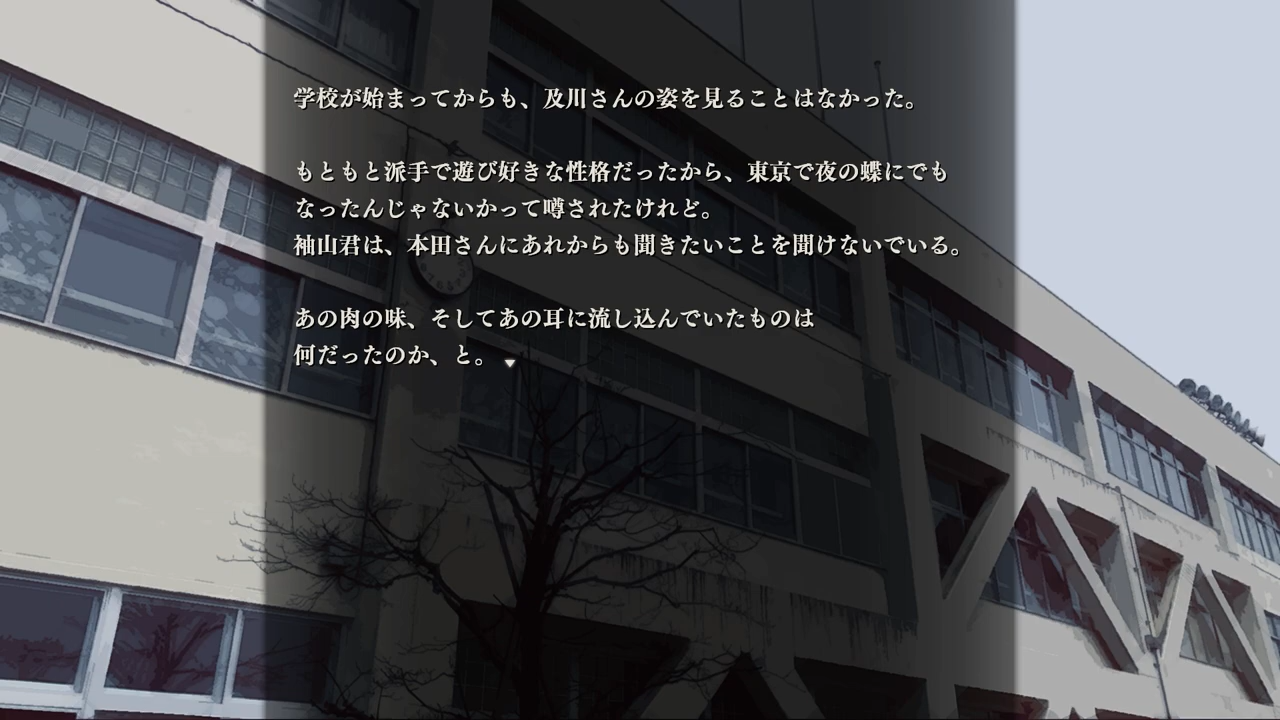 学校が始まってからも、及川さんの姿を見ることはなかった。
もともと派手で遊び好きな性格だったから、東京で夜の蝶にでも
なったんじゃないかって噂されたけれど。
袖山君は、本田さんにあれからも聞きたいことを聞けないでいる。
あの肉の味、そしてあの耳に流し込んでいたものは
何だったのか、と。